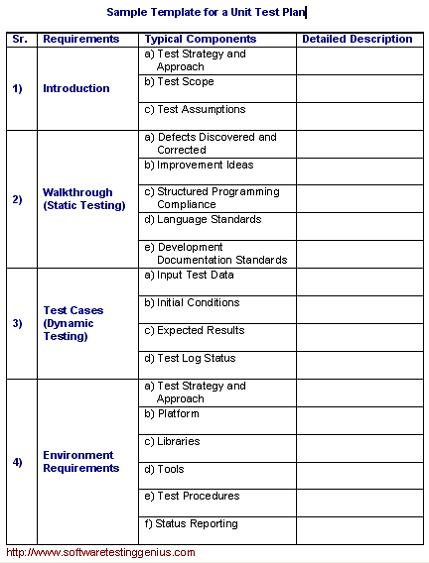 Sample Template for a Unit Test Plan
Sr. Requirements Typical Components Detailed Description
1) Introduction
a) Test Strategy and
Approach
b) Test Scope
c) Test Assumptions
2) Walkthrough
(Static Testing)
a) Defects Discovered and
Corrected
b) Improvement Ideas
c) Structured Programming
Compliance
d) Language Standards
e) Development
Documentation Standards
3) Test Cases
(Dynamic
Testing)
a) Input Test Data
b) Initial Conditions
c) Expected Results
d) Test Log Status
4) Environment
Requirements
a) Test Strategy and
Approach
b) Platform
c) Libraries
d) Tools
e) Test Procedures
f) Status Reporting
http://www.softwaretestinggenius.com